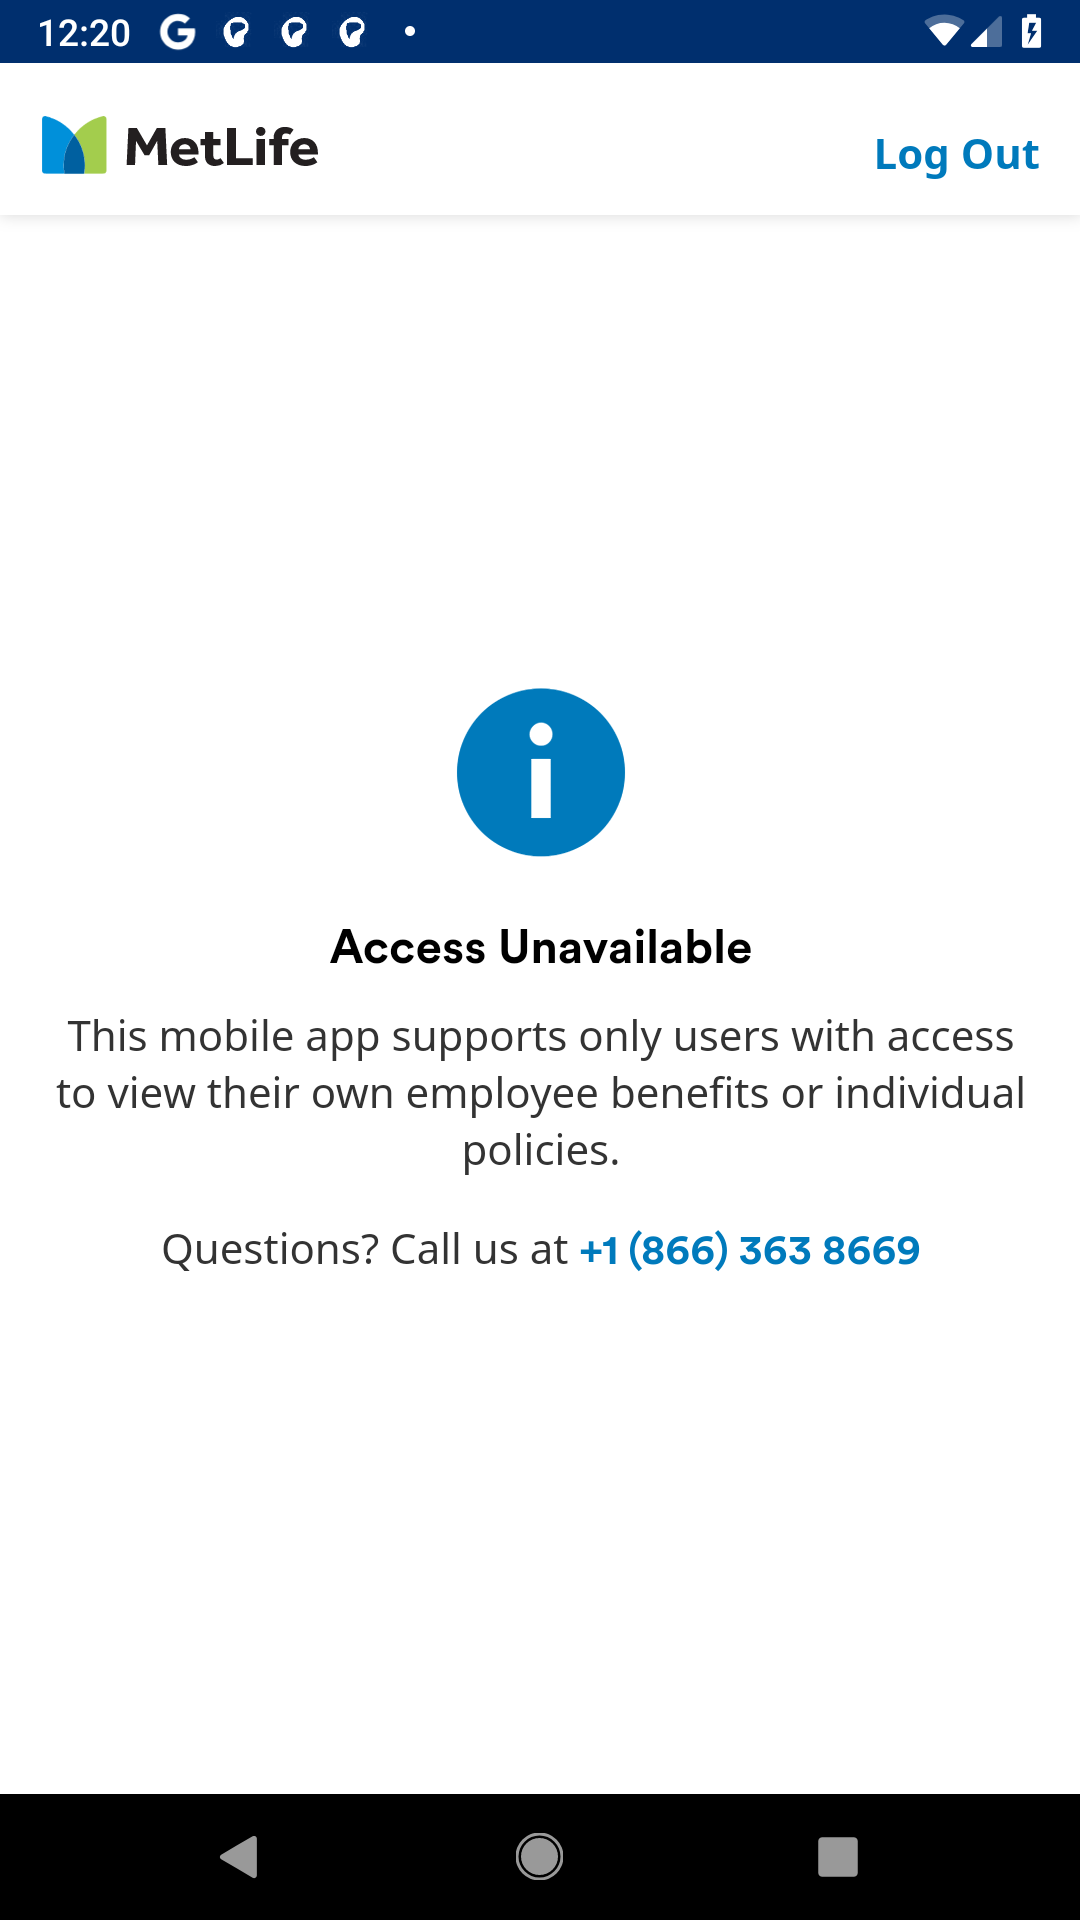 12:20
MetLife
Log Out
Access Unavailable
This mobile app supports only users with access
to view their own employee benefits or individual
policies.
Questions? Call us at +1 (866) 363 8669